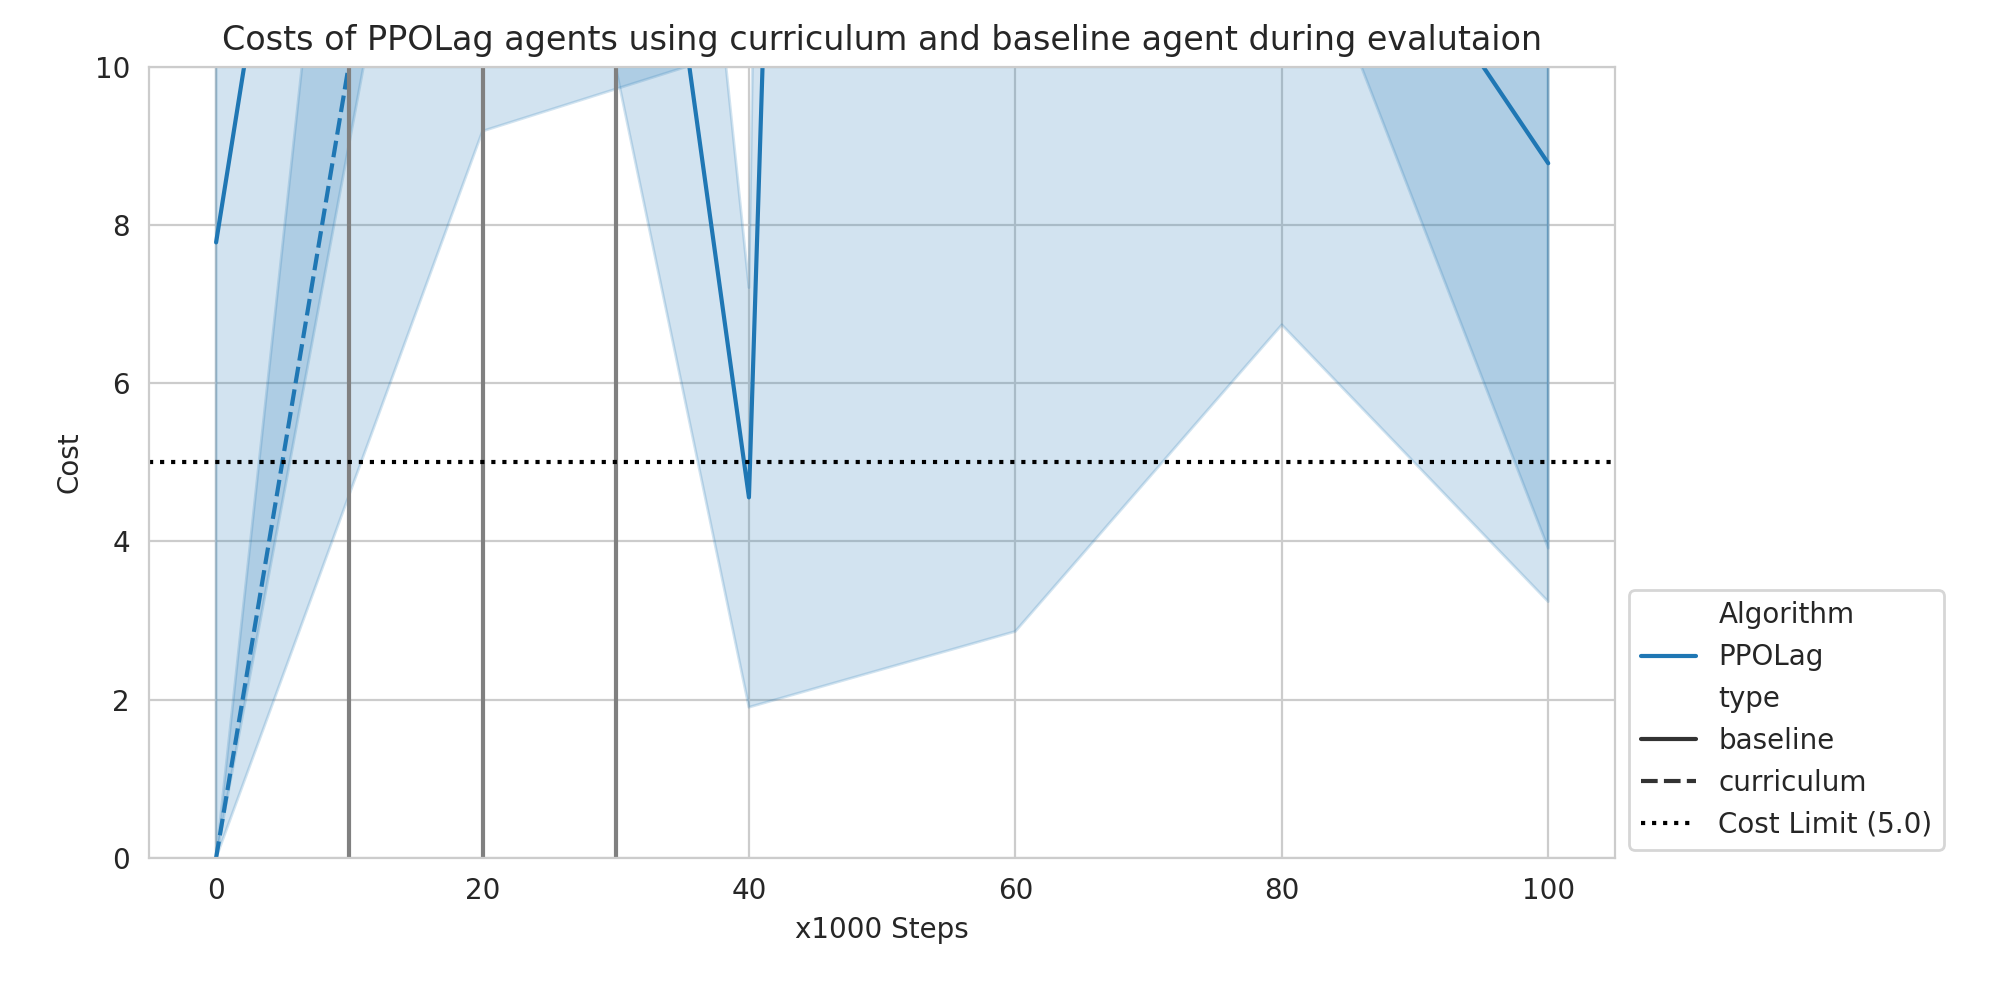 Costs of PPOLag agents using curriculum and baseline agent during evalutaion
10
8
6
4
2
0
Cost
0 20 40 60 80 100
x1000 Steps
Algorithm
PPOLag
type
baseline
curriculum
Cost Limit (5.0)